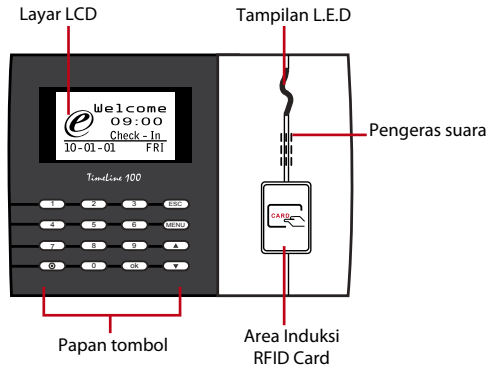 Layar LCD
Tampilan L.E.D
Welcome
09:00
Check - In
10-01-01 FRI
Pengeras suara
TimeLine 100
CARD
1 2 3 ESC
4 5 6 MENU
7 8 9 ▲
0 ok ▼
Papan tombol
Area Induksi
RFID Card